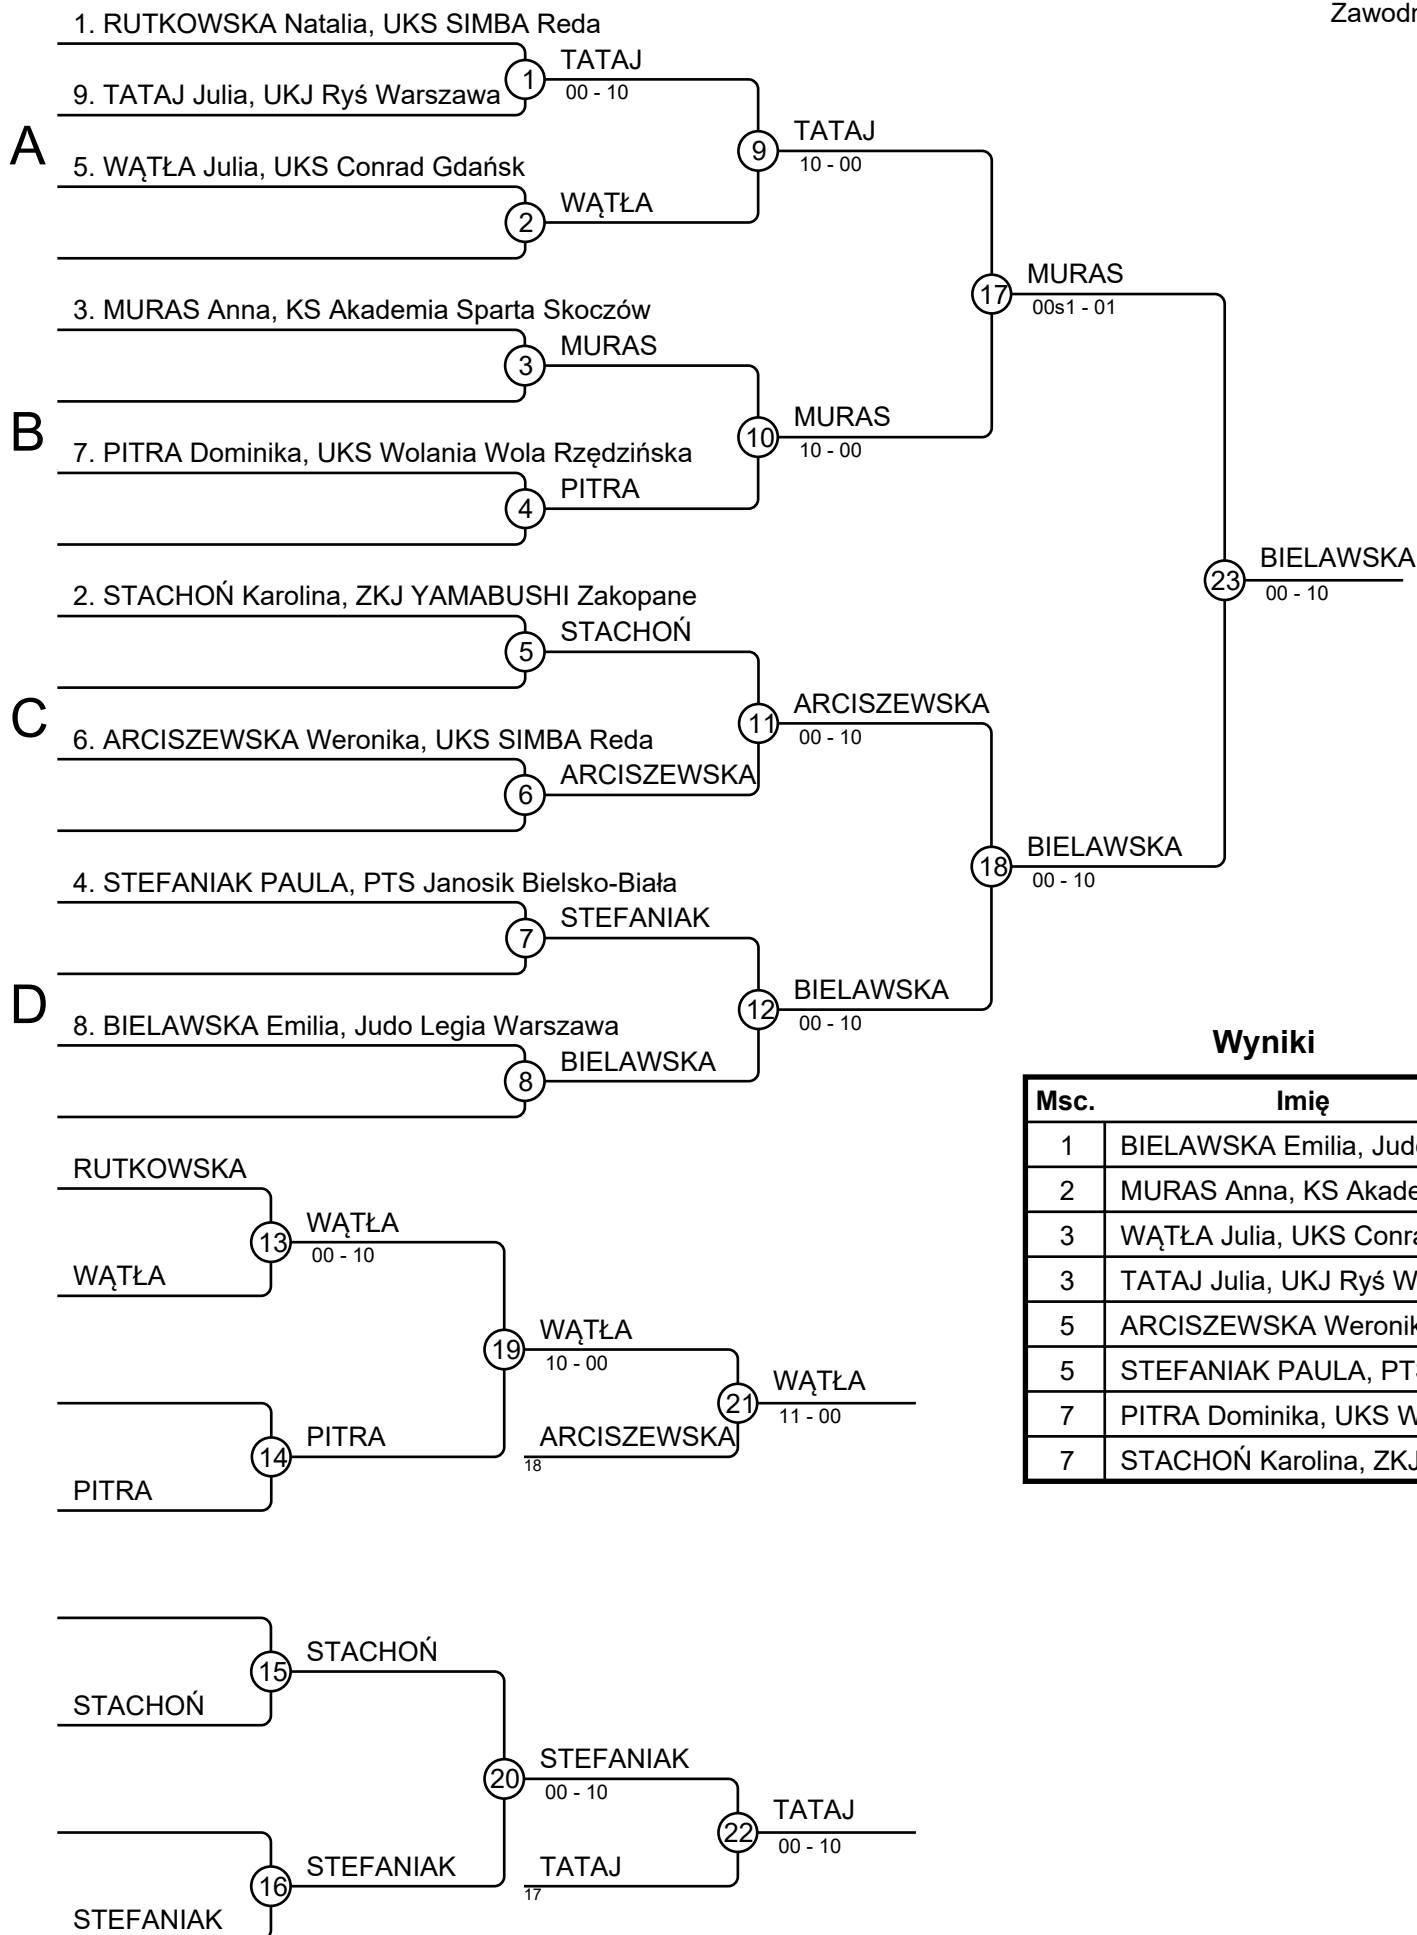 Zawodn
1. RUTKOWSKA Natalia, UKS SIMBA Reda
TATAJ
1
00 - 10
9. TATAJ Julia, UKJ Ryś Warszawa
A
TATAJ
9
10 - 00
5. WĄTŁA Julia, UKS Conrad Gdańsk
WĄTŁA
2
MURAS
17
00s1 - 01
3. MURAS Anna, KS Akademia Sparta Skoczów
MURAS
3
B
MURAS
10
10 - 00
7. PITRA Dominika, UKS Wolania Wola Rzędzińska
PITRA
4
BIELAWSKA
23
00 - 10
2. STACHOŃ Karolina, ZKJ YAMABUSHI Zakopane
STACHOŃ
5
C
ARCISZEWSKA
11
00 - 10
6. ARCISZEWSKA Weronika, UKS SIMBA Reda
ARCISZEWSKA
6
BIELAWSKA
18
00 - 10
4. STEFANIAK PAULA, PTS Janosik Bielsko-Biała
STEFANIAK
7
D
BIELAWSKA
12
00 - 10
8. BIELAWSKA Emilia, Judo Legia Warszawa
BIELAWSKA
8
Wyniki
Msc. Imię
1 BIELAWSKA Emilia, Jud
2 MURAS Anna, KS Akade
3 WĄTŁA Julia, UKS Conra
3 TATAJ Julia, UKJ Ryś W
5 ARCISZEWSKA Weronik
5 STEFANIAK PAULA, PTS
7 PITRA Dominika, UKS W
7 STACHOŃ Karolina, ZKJ
RUTKOWSKA
WĄTŁA
13
00 - 10
WĄTŁA
WĄTŁA
19
10 - 00
WĄTŁA
21
11 - 00
PITRA
14
ARCISZEWSKA
18
PITRA
STACHOŃ
15
STACHOŃ
STEFANIAK
20
00 - 10
TATAJ
22
00 - 10
STEFANIAK
16
TATAJ
17
STEFANIAK